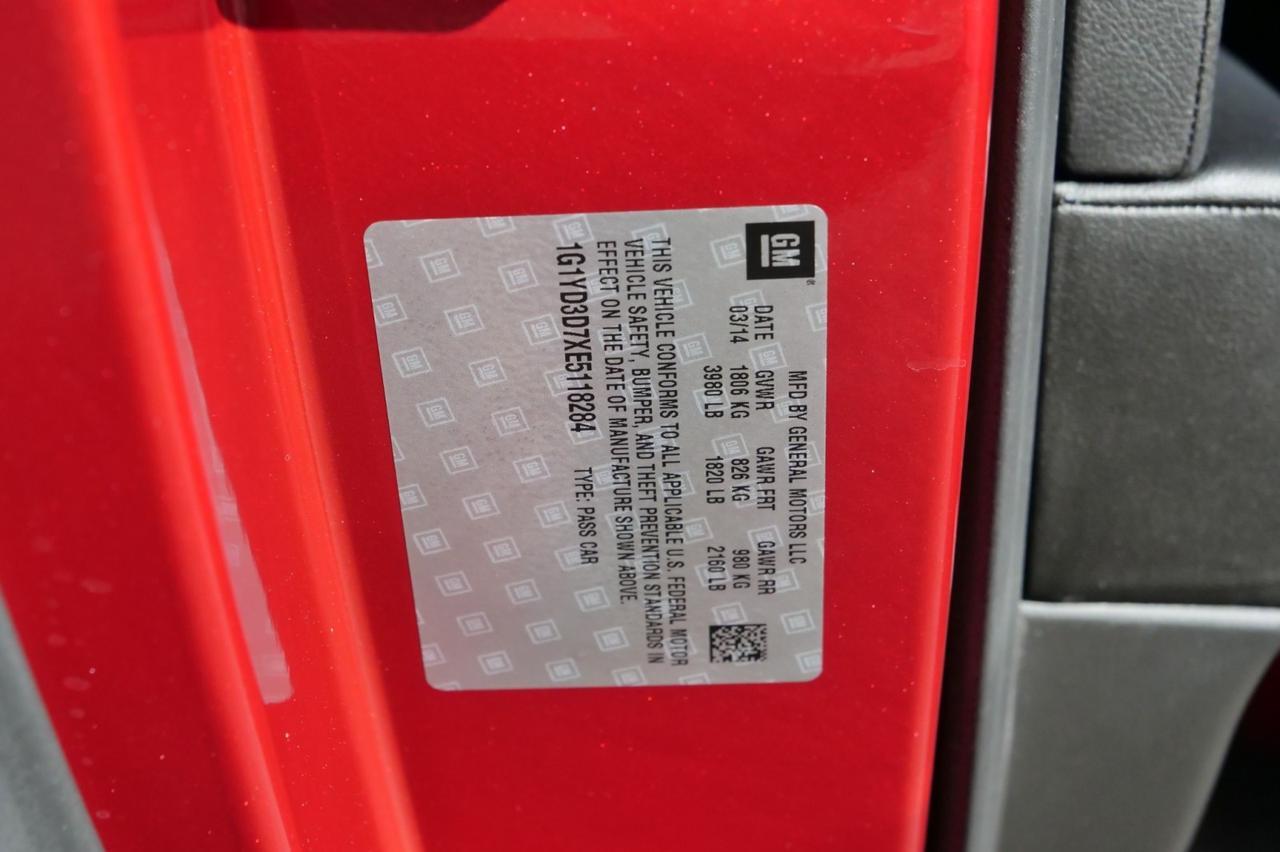 GM
MFD BY GENERAL MOTORS LLC
DATE GVWR GAWR FRT GAWR RR
03/14 1806 KG 826 KG 980 KG
3980 LB 1820 LB 2160 LB
THIS VEHICLE CONFORMS TO ALL APPLICABLE U.S. FEDERAL MOTOR
VEHICLE SAFETY, BUMPER, AND THEFT PREVENTION STANDARDS IN
EFFECT ON THE DATE OF MANUFACTURE SHOWN ABOVE.
1G1YD3D7XE5118284 TYPE: PASS CAR